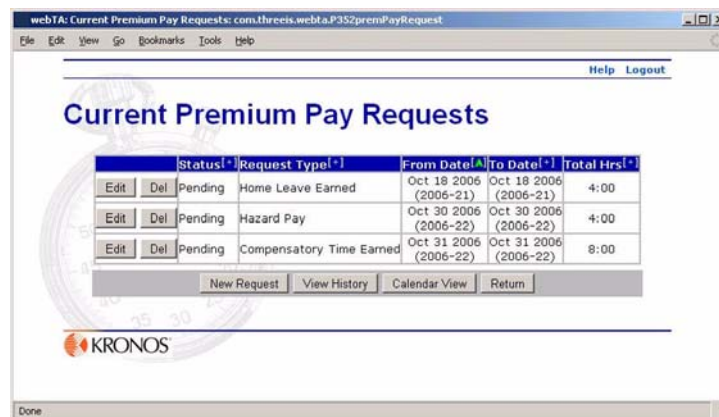 webTA: Current Premium Pay Requests: com.threeis.webta.P352premPayRequest
File Edit View Go Bookmarks Tools Help
Help Logout
Current Premium Pay Requests
Status[+] Request Type[+] From Date[A] To Date[+] Total Hrs[+]
Edit Del Pending Home Leave Earned Oct 18 2006 (2006-21) Oct 18 2006 (2006-21) 4:00
Edit Del Pending Hazard Pay Oct 30 2006 (2006-22) Oct 30 2006 (2006-22) 4:00
Edit Del Pending Compensatory Time Earned Oct 31 2006 (2006-22) Oct 31 2006 (2006-22) 8:00
New Request View History Calendar View Return
KRONOS
Done